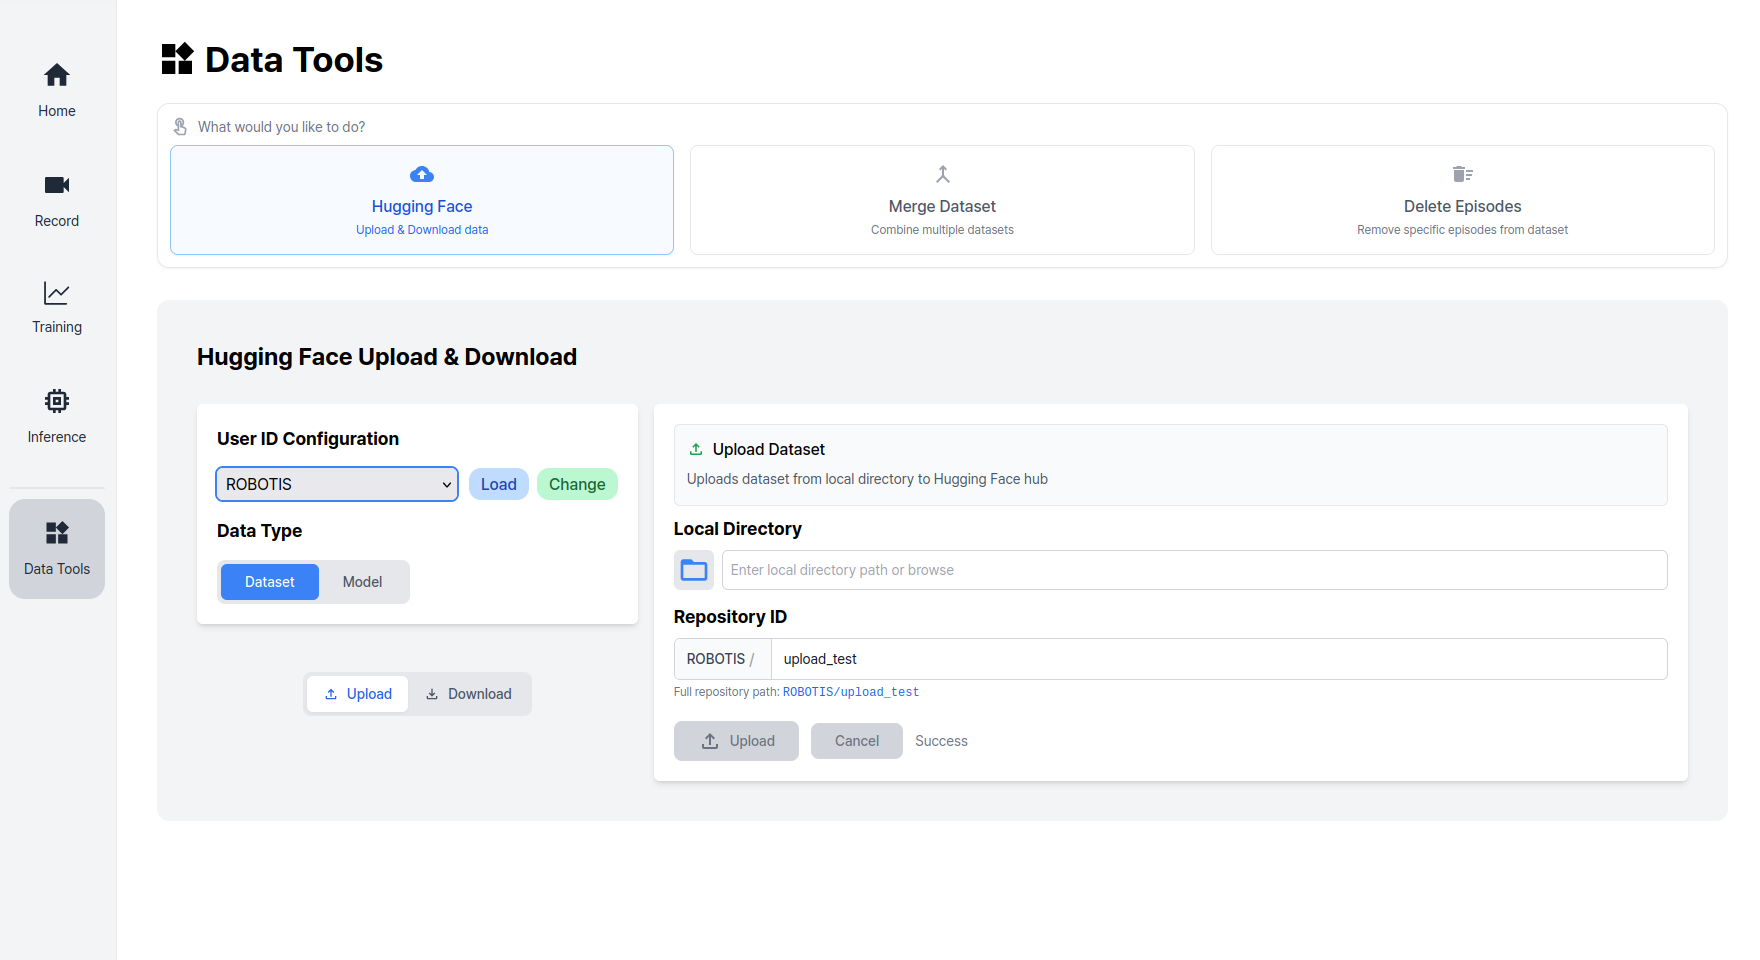 Home
Record
Training
Inference
Data Tools
Data Tools
What would you like to do?
Hugging Face
Upload & Download data
Merge Dataset
Combine multiple datasets
Delete Episodes
Remove specific episodes from dataset
Hugging Face Upload & Download
User ID Configuration
ROBOTIS Load Change
Data Type
Dataset Model
Upload Download
Upload Dataset
Uploads dataset from local directory to Hugging Face hub
Local Directory
Enter local directory path or browse
Repository ID
ROBOTIS / upload_test
Full repository path: ROBOTIS/upload_test
Upload Cancel Success